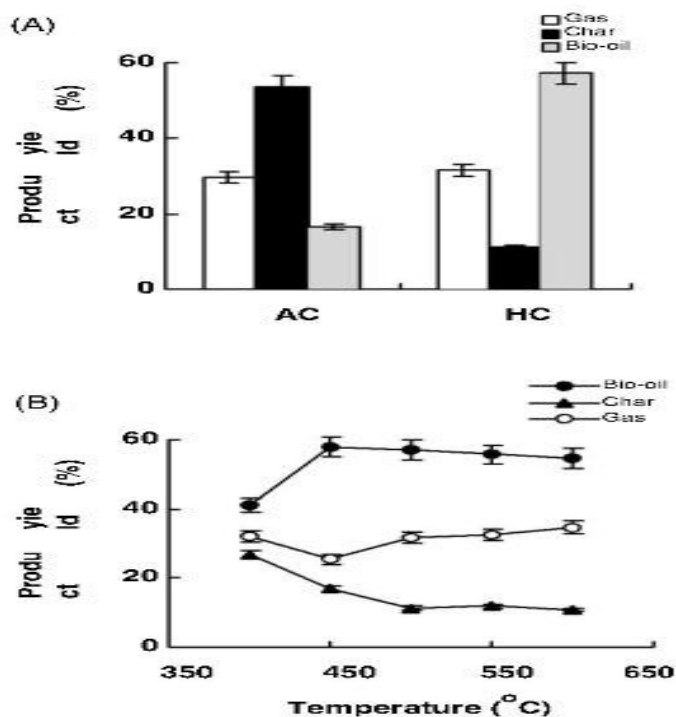 (A)
Gas
Char
Bio-oil
Produ ct yie ld (%)
60
40
20
0
AC HC
(B)
Bio-oil
Char
Gas
Produ ct yie ld (%)
60
40
20
0
350 450 550 650
Temperature (°C)